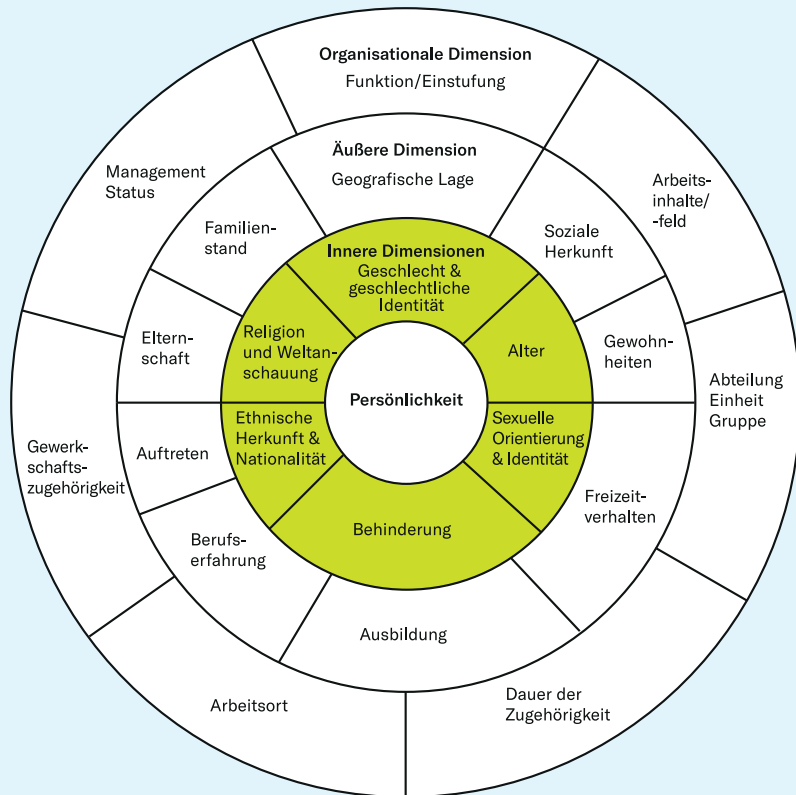 Organisationale Dimension
Funktion/Einstufung
Arbeits-
inhalte/
-feld
Abteilung
Einheit
Gruppe
Dauer der
Zugehörigkeit
Arbeitsort
Gewerk-
schafts-
zugehörigkeit
Management
Status
Äußere Dimension
Geografische Lage
Soziale
Herkunft
Gewohn-
heiten
Freizeit-
verhalten
Ausbildung
Berufs-
erfahrung
Auftreten
Eltern-
schaft
Familien-
stand
Innere Dimensionen
Geschlecht &
geschlechtliche
Identität
Alter
Sexuelle
Orientierung
& Identität
Behinderung
Ethnische
Herkunft &
Nationalität
Religion
und Weltan-
schauung
Persönlichkeit